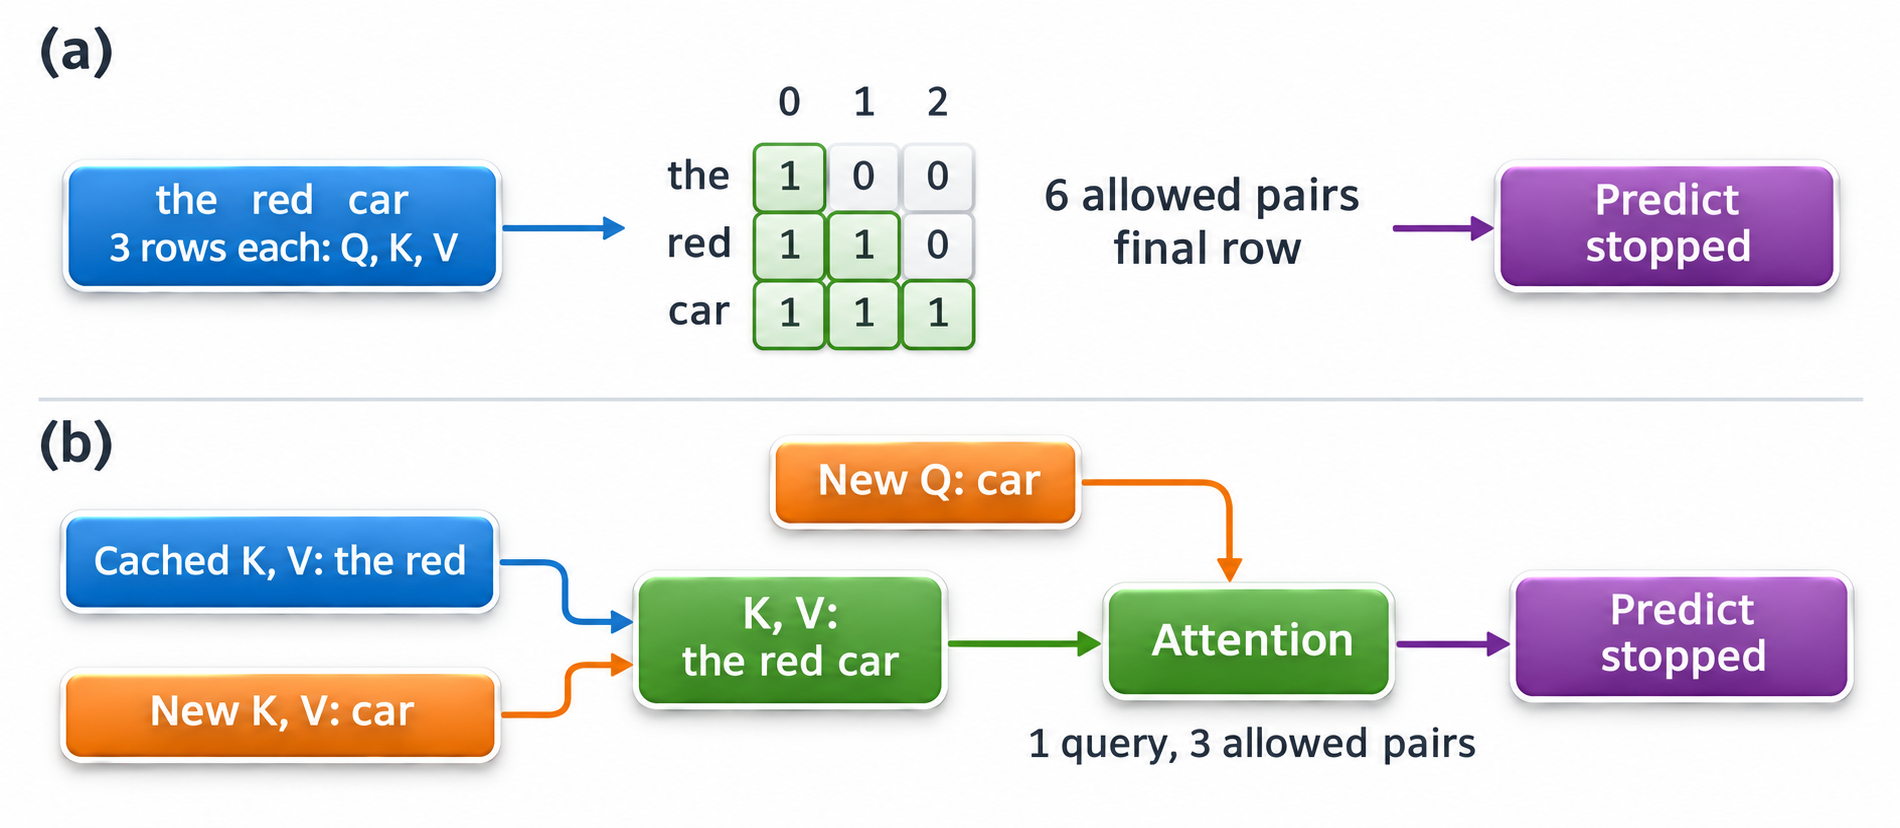 (a)
the red car
3 rows each: Q, K, V
0 1 2
the 1 0 0
red 1 1 0
car 1 1 1
6 allowed pairs
final row
Predict
stopped
(b)
New Q: car
Cached K, V: the red
New K, V: car
K, V:
the red car
Attention
1 query, 3 allowed pairs
Predict
stopped